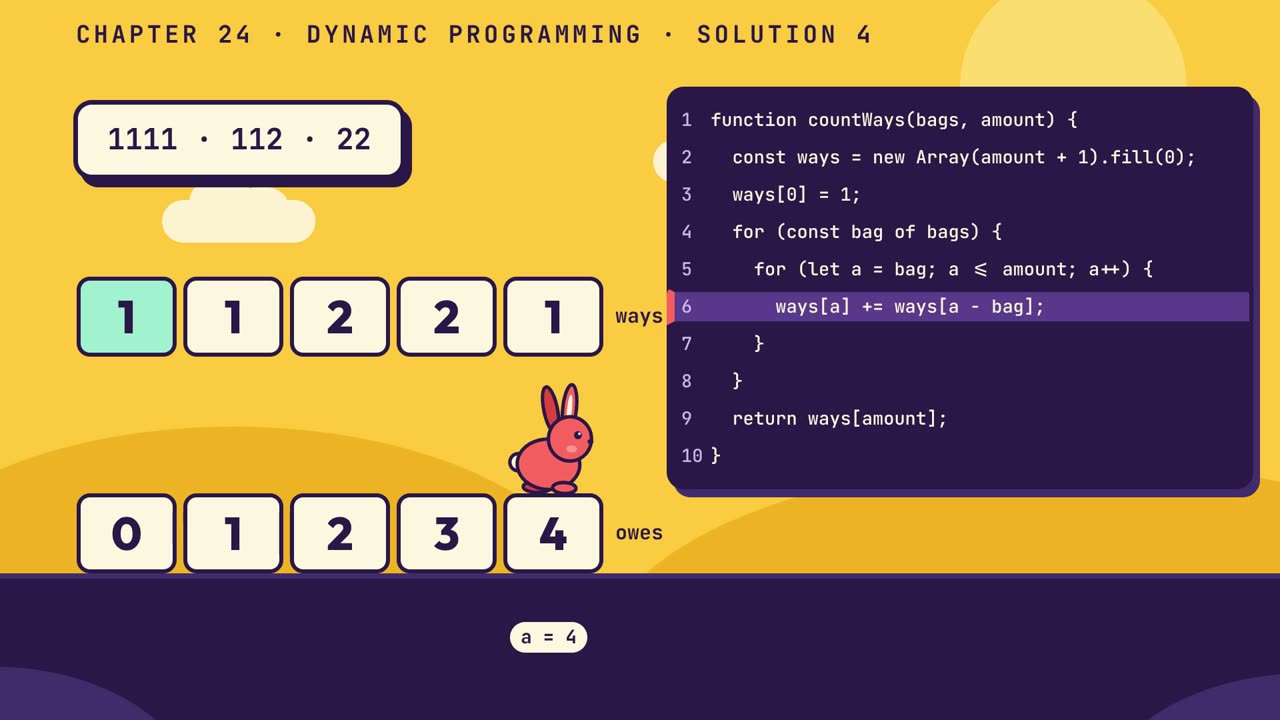 CHAPTER 24 · DYNAMIC PROGRAMMING · SOLUTION 4
1111 · 112 · 22
1 1 2 2 1 ways
0 1 2 3 4 owes
a = 4
1 function countWays(bags, amount) {
2 const ways = new Array(amount + 1).fill(0);
3 ways[0] = 1;
4 for (const bag of bags) {
5 for (let a = bag; a <= amount; a++) {
6 ways[a] += ways[a - bag];
7 }
8 }
9 return ways[amount];
10 }